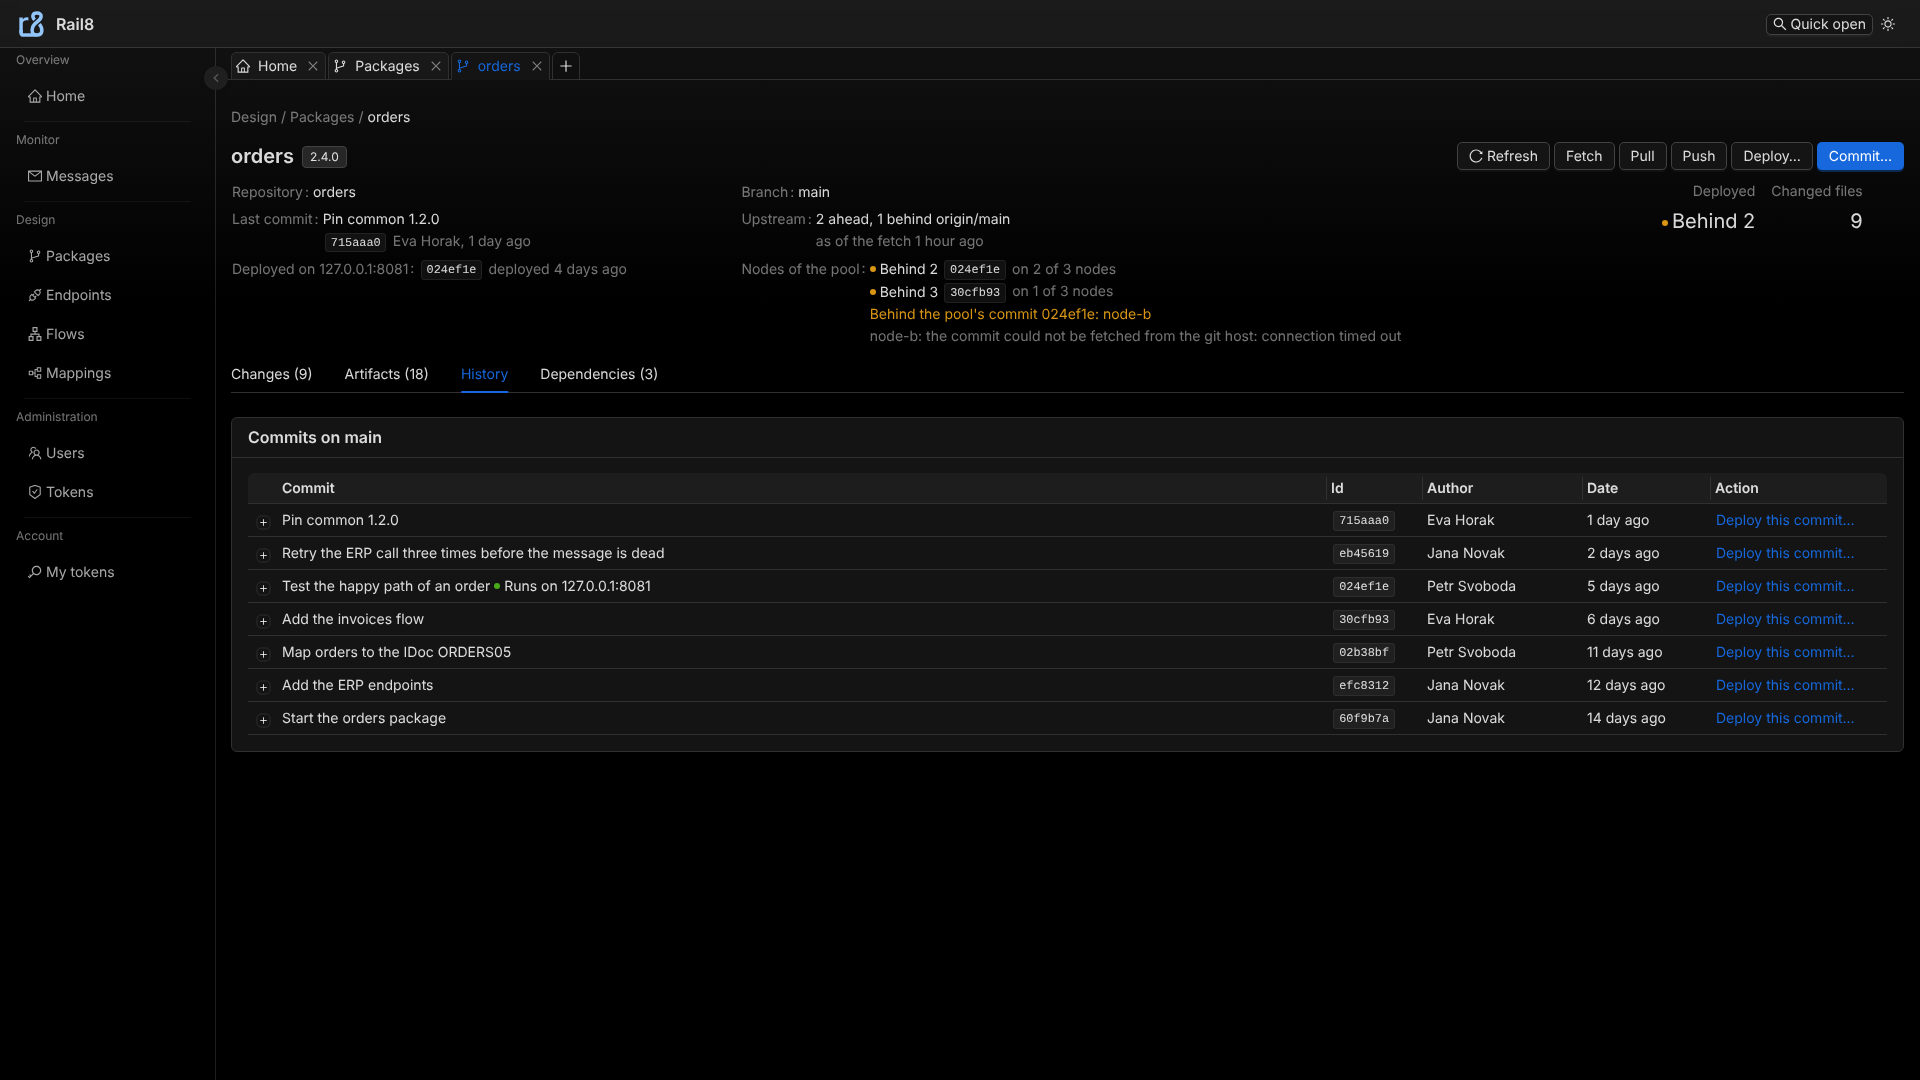 Rail8
Quick open
Overview
Home
Monitor
Messages
Design
Packages
Endpoints
Flows
Mappings
Administration
Users
Tokens
Account
My tokens
Home
Packages
orders
Design / Packages / orders
orders 2.4.0
Refresh Fetch Pull Push Deploy... Commit...
Repository: orders
Branch: main
Deployed Changed files
Behind 2 9
Last commit: Pin common 1.2.0
715aaa0 Eva Horak, 1 day ago
Upstream: 2 ahead, 1 behind origin/main
as of the fetch 1 hour ago
Deployed on 127.0.0.1:8081: 024ef1e deployed 4 days ago
Nodes of the pool: Behind 2 024ef1e on 2 of 3 nodes
Behind 3 30cfb93 on 1 of 3 nodes
Behind the pool's commit 024ef1e: node-b
node-b: the commit could not be fetched from the git host: connection timed out
Changes (9) Artifacts (18) History Dependencies (3)
Commits on main
Commit Id Author Date Action
Pin common 1.2.0 715aaa0 Eva Horak 1 day ago Deploy this commit...
Retry the ERP call three times before the message is dead eb45619 Jana Novak 2 days ago Deploy this commit...
Test the happy path of an order Runs on 127.0.0.1:8081 024ef1e Petr Svoboda 5 days ago Deploy this commit...
Add the invoices flow 30cfb93 Eva Horak 6 days ago Deploy this commit...
Map orders to the IDoc ORDERS05 02b38bf Petr Svoboda 11 days ago Deploy this commit...
Add the ERP endpoints efc8312 Jana Novak 12 days ago Deploy this commit...
Start the orders package 60f9b7a Jana Novak 14 days ago Deploy this commit...